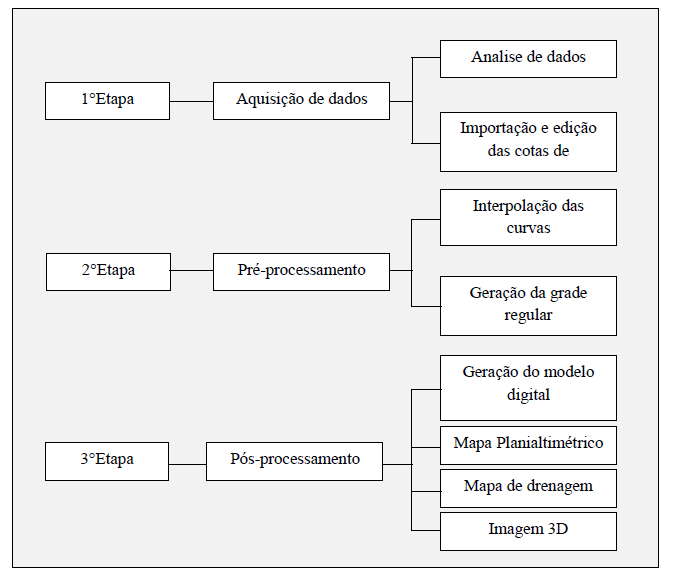 1°Etapa
Aquisição de dados
Analise de dados
Importação e edição
das cotas de
2°Etapa
Pré-processamento
Interpolação das
curvas
Geração da grade
regular
3°Etapa
Pós-processamento
Geração do modelo
digital
Mapa Planialtimétrico
Mapa de drenagem
Imagem 3D